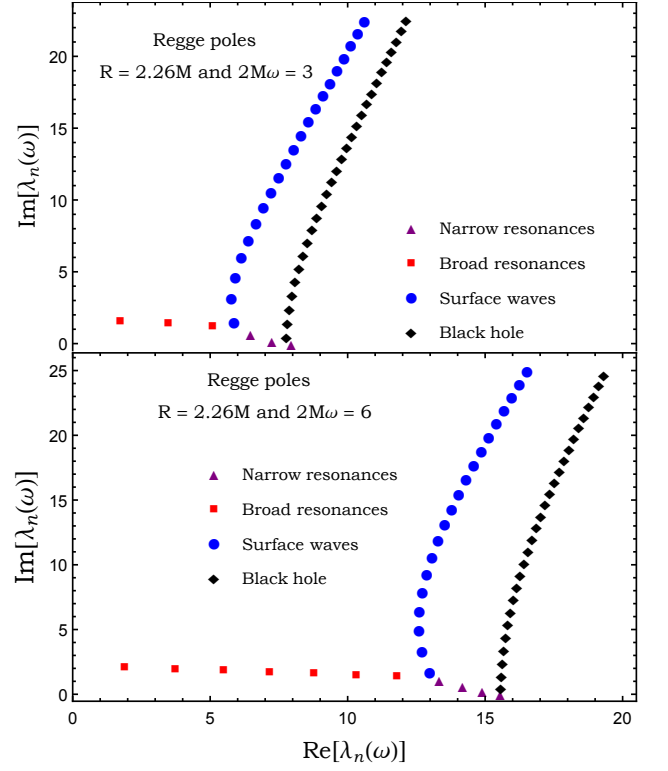 Regge poles
R = 2.26M and 2Mω = 3
Narrow resonances
Broad resonances
Surface waves
Black hole
Im[λₙ(ω)]
20
15
10
5
0
Regge poles
R = 2.26M and 2Mω = 6
Narrow resonances
Broad resonances
Surface waves
Black hole
Im[λₙ(ω)]
25
20
15
10
5
0
0 5 10 15 20
Re[λₙ(ω)]